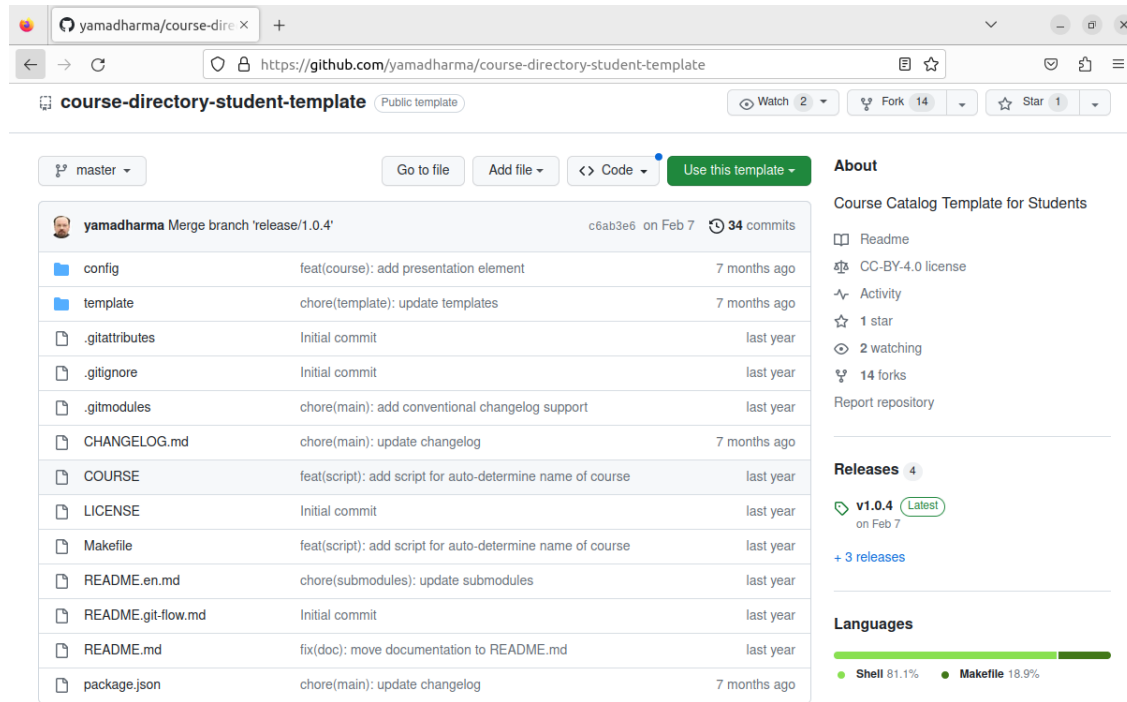 yamadharma/course-dire
https://github.com/yamadharma/course-directory-student-template
course-directory-student-template Public template
Watch 2
Fork 14
Star 1
master
Go to file
Add file
Code
Use this template
yamadharma Merge branch 'release/1.0.4' c6ab3e6 on Feb 7 34 commits
config feat(course): add presentation element 7 months ago
template chore(template): update templates 7 months ago
.gitattributes Initial commit last year
.gitignore Initial commit last year
.gitmodules chore(main): add conventional changelog support last year
CHANGELOG.md chore(main): update changelog 7 months ago
COURSE feat(script): add script for auto-determine name of course last year
LICENSE Initial commit last year
Makefile feat(script): add script for auto-determine name of course last year
README.en.md chore(submodules): update submodules last year
README.git-flow.md Initial commit last year
README.md fix(doc): move documentation to README.md last year
package.json chore(main): update changelog 7 months ago
About
Course Catalog Template for Students
Readme
CC-BY-4.0 license
Activity
1 star
2 watching
14 forks
Report repository
Releases 4
v1.0.4 Latest
on Feb 7
+ 3 releases
Languages
Shell 81.1% Makefile 18.9%